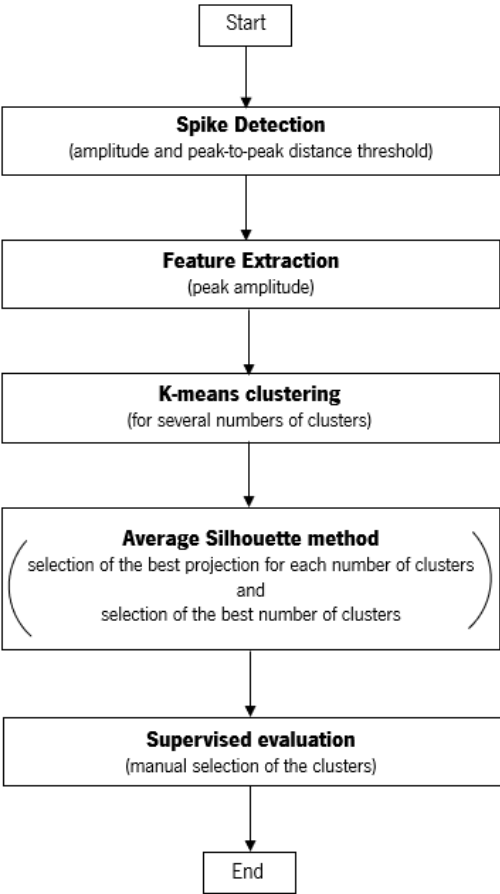 Start
Spike Detection
(amplitude and peak-to-peak distance threshold)
Feature Extraction
(peak amplitude)
K-means clustering
(for several numbers of clusters)
Average Silhouette method
selection of the best projection for each number of clusters
and
selection of the best number of clusters
Supervised evaluation
(manual selection of the clusters)
End